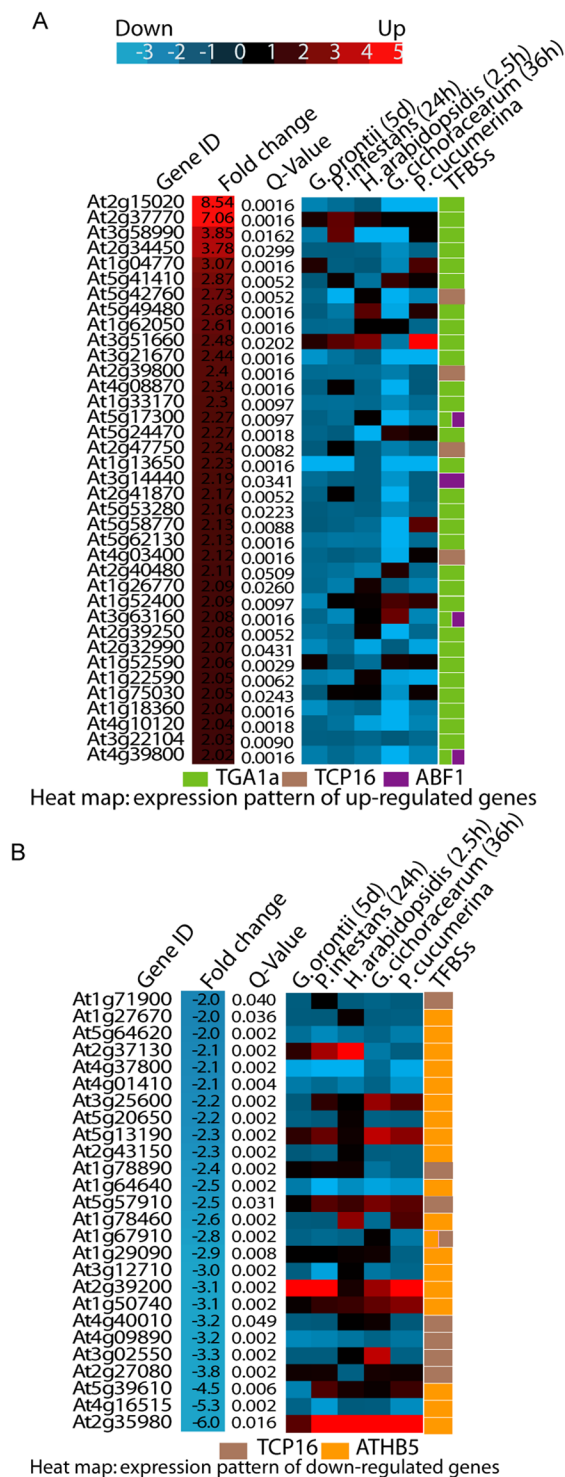 A
Down Up
-3 -2 -1 0 1 2 3 4 5
Gene ID Fold change Q-Value G. orontii (5d) P. infestans (24h) H. arabidopsidis (2.5h) G. cichoracearum (36h) P. cucumerina TFBSs
At2g15020 8.54 0.0016
At2g37770 7.06 0.0016
At3g58990 3.85 0.0162
At2g34450 3.78 0.0299
At1g04770 3.07 0.0016
At5g41410 2.87 0.0052
At5g42760 2.73 0.0052
At5g49480 2.68 0.0016
At1g62050 2.61 0.0016
At3g51660 2.48 0.0202
At3g21670 2.44 0.0016
At2g39800 2.4 0.0016
At4g08870 2.34 0.0016
At1g33170 2.3 0.0097
At5g17300 2.27 0.0097
At5g24470 2.27 0.0018
At2g47750 2.24 0.0082
At1g13650 2.23 0.0016
At3g14440 2.19 0.0341
At2g41870 2.17 0.0052
At5g53280 2.16 0.0223
At5g58770 2.13 0.0088
At5g62130 2.13 0.0016
At4g03400 2.12 0.0016
At2g40480 2.11 0.0509
At1g26770 2.09 0.0260
At1g52400 2.09 0.0097
At3g63160 2.08 0.0016
At2g39250 2.08 0.0052
At2g32990 2.07 0.0431
At1g52590 2.06 0.0029
At1g22590 2.05 0.0062
At1g75030 2.05 0.0243
At1g18360 2.04 0.0016
At4g10120 2.04 0.0018
At3g22104 2.03 0.0090
At4g39800 2.02 0.0016
TGA1a TCP16 ABF1
Heat map: expression pattern of up-regulated genes
B
Gene ID Fold change Q-Value G. orontii (5d) P. infestans (24h) H. arabidopsidis (2.5h) G. cichoracearum (36h) P. cucumerina TFBSs
At1g71900 -2.0 0.040
At1g27670 -2.0 0.036
At5g64620 -2.0 0.002
At2g37130 -2.1 0.002
At4g37800 -2.1 0.002
At4g01410 -2.1 0.004
At3g25600 -2.2 0.002
At5g20650 -2.2 0.002
At5g13190 -2.3 0.002
At2g43150 -2.3 0.002
At1g78890 -2.4 0.002
At1g64640 -2.5 0.002
At5g57910 -2.5 0.031
At1g78460 -2.6 0.002
At1g67910 -2.8 0.002
At1g29090 -2.9 0.008
At3g12710 -3.0 0.002
At2g39200 -3.1 0.002
At1g50740 -3.1 0.002
At4g40010 -3.2 0.049
At4g09890 -3.2 0.002
At3g02550 -3.3 0.002
At2g27080 -3.8 0.002
At5g39610 -4.5 0.006
At4g16515 -5.3 0.002
At2g35980 -6.0 0.016
TCP16 ATHB5
Heat map: expression pattern of down-regulated genes